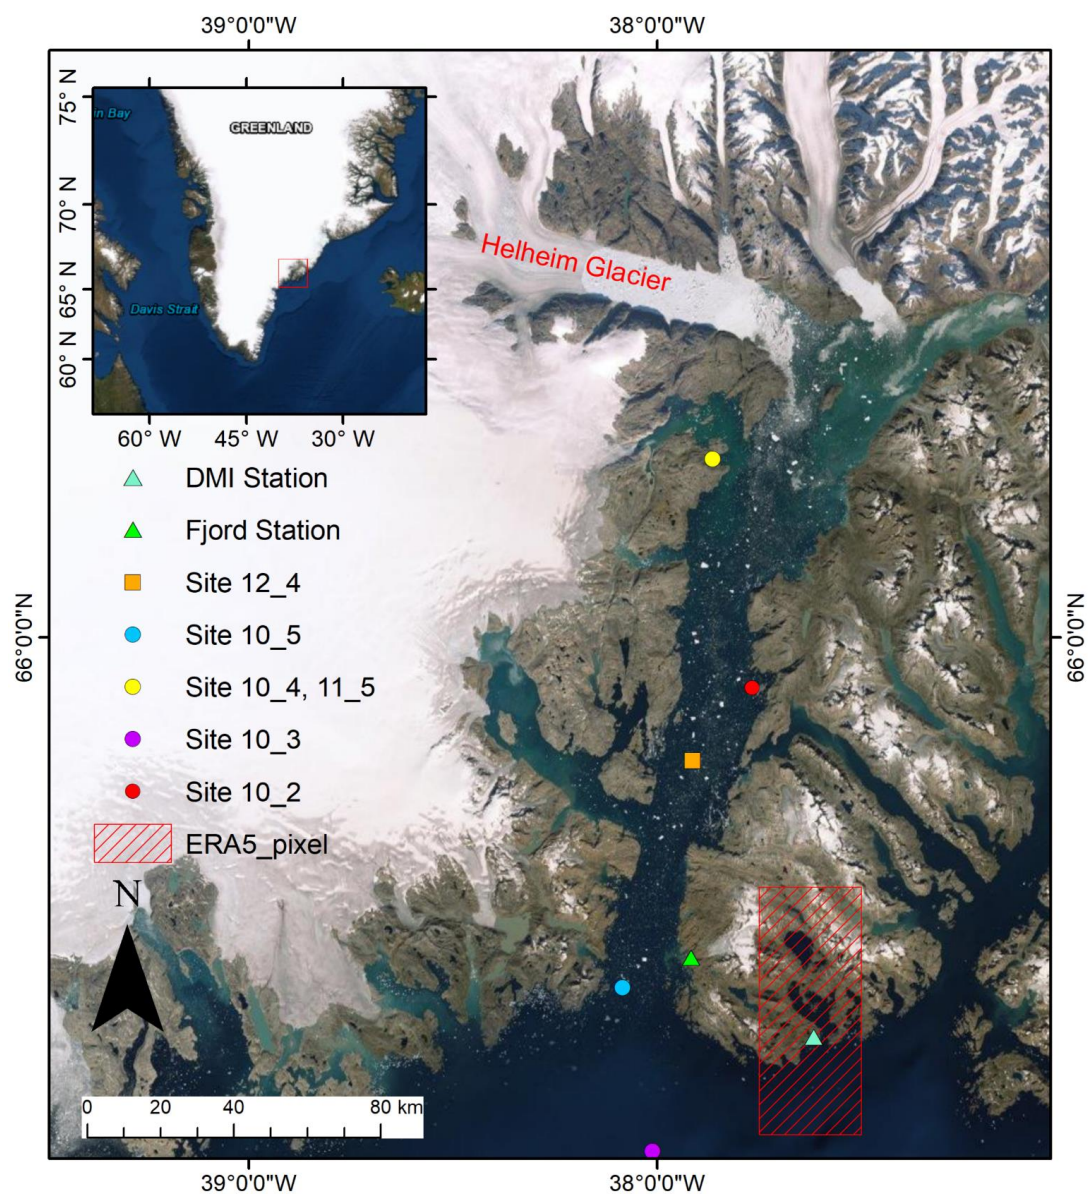 39°0'0"W 38°0'0"W
75° N
70° N
65° N
60° N
in Bay
GREENLAND
Davis Strait
60° W 45° W 30° W
Helheim Glacier
DMI Station
Fjord Station
Site 12_4
Site 10_5
Site 10_4, 11_5
Site 10_3
Site 10_2
ERA5_pixel
66°0'0"N
66°0'0"N
N
0 20 40 80 km
39°0'0"W 38°0'0"W